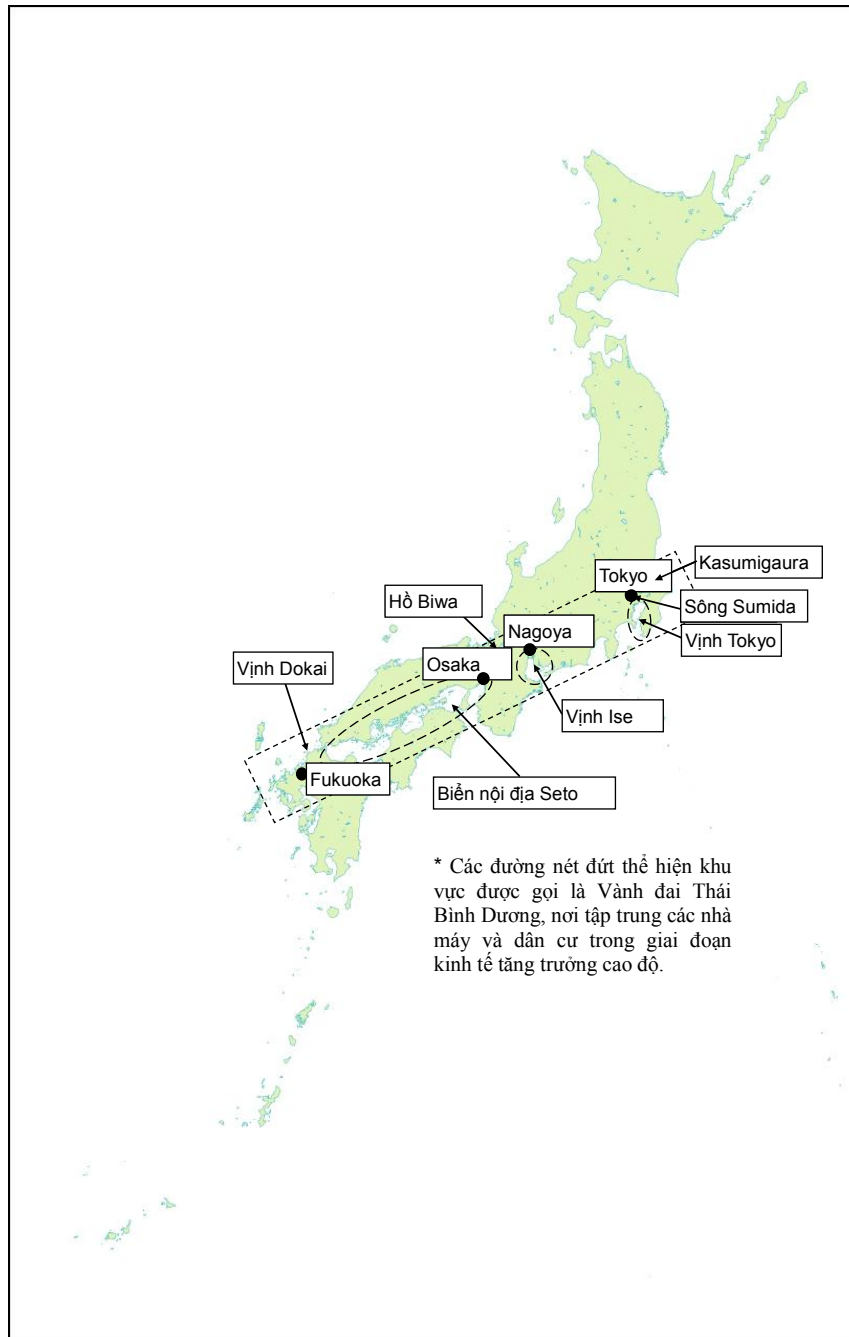 Kasumigaura
Tokyo
Sông Sumida
Hồ Biwa
Nagoya
Vịnh Tokyo
Osaka
Vịnh Dokai
Vịnh Ise
Fukuoka
Biển nội địa Seto
* Các đường nét đứt thể hiện khu
vực được gọi là Vành đai Thái
Bình Dương, nơi tập trung các nhà
máy và dân cư trong giai đoạn
kinh tế tăng trưởng cao độ.